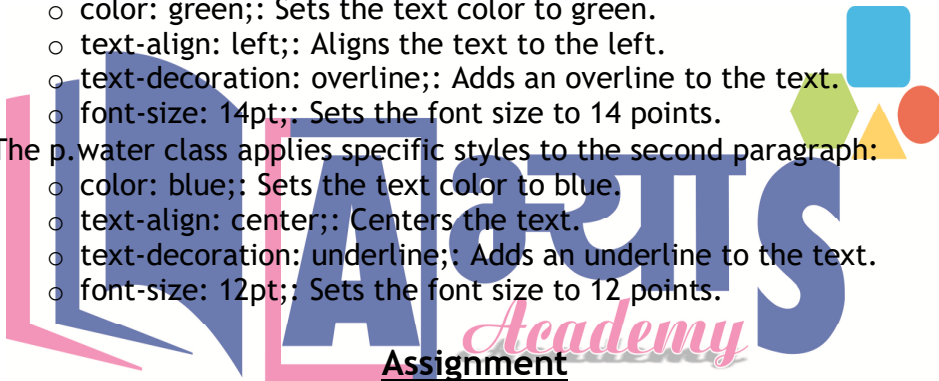 o color: green;: Sets the text color to green.
o text-align: left;: Aligns the text to the left.
o text-decoration: overline;: Adds an overline to the text.
o font-size: 14pt;: Sets the font size to 14 points.
The p.water class applies specific styles to the second paragraph:
o color: blue;: Sets the text color to blue.
o text-align: center;: Centers the text.
o text-decoration: underline;: Adds an underline to the text.
o font-size: 12pt;: Sets the font size to 12 points.
Aभ्याS
Academy
Assignment